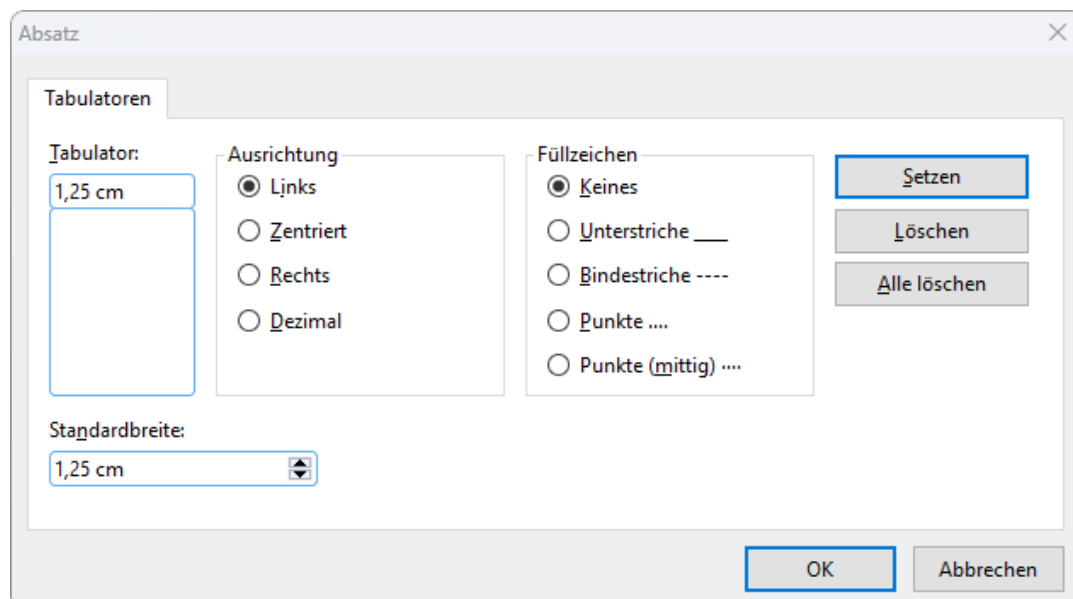 Absatz
Tabulatoren
Tabulator:
1,25 cm
Ausrichtung
Links
Zentriert
Rechts
Dezimal
Füllzeichen
Keines
Unterstriche ___
Bindestriche ----
Punkte ....
Punkte (mittig) ····
Setzen
Löschen
Alle löschen
Standardbreite:
1,25 cm
OK
Abbrechen